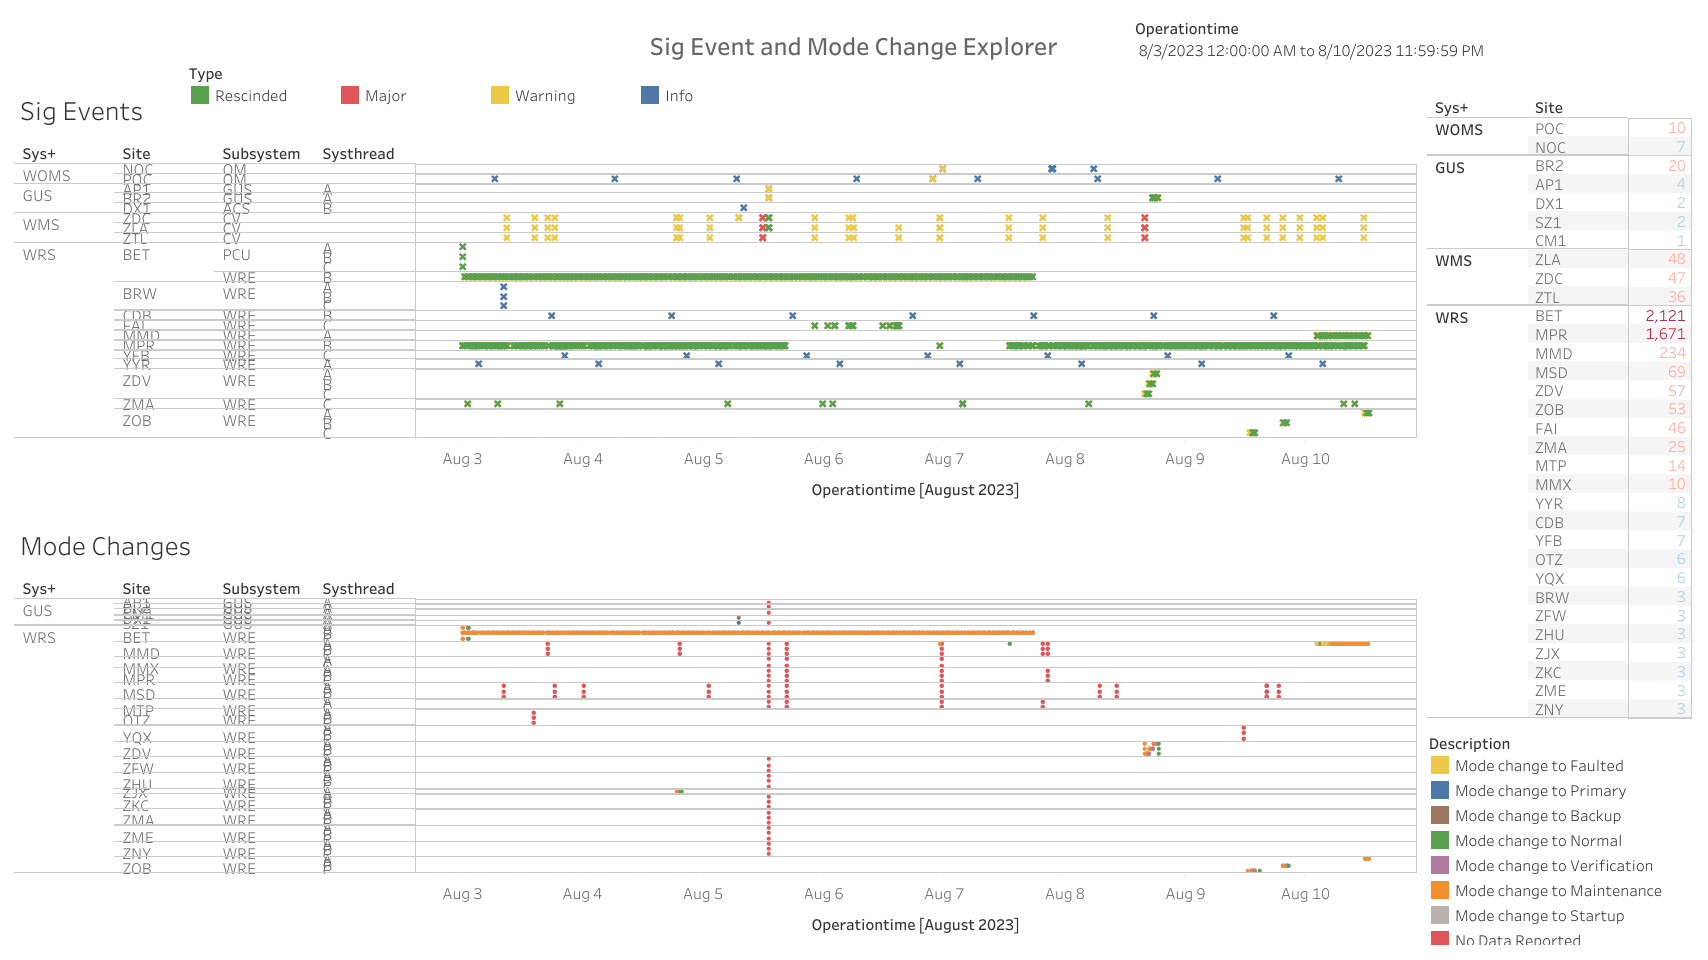 Sig Event and Mode Change Explorer
Operationtime
8/3/2023 12:00:00 AM to 8/10/2023 11:59:59 PM
Type
Rescinded Major Warning Info
Sig Events
Sys+ Site Subsystem Systhread
WOMS NOC OM
POC OM
GUS AP1 GUS A
BR2 GUS A
DX1 ACS B
WMS ZDC CV
ZLA CV
ZTL CV
WRS BET PCU A
B
C
WRE B
BRW WRE A
B
C
CDB WRE B
FAI WRE C
MMD WRE A
MPR WRE B
YFB WRE C
YYR WRE A
ZDV WRE A
B
C
ZMA WRE C
ZOB WRE A
B
C
Aug 3 Aug 4 Aug 5 Aug 6 Aug 7 Aug 8 Aug 9 Aug 10
Operationtime [August 2023]
Mode Changes
Sys+ Site Subsystem Systhread
GUS AP1 GUS A
SZ1 GUS A
WRS BET WRE
MMD WRE
MMX WRE
MPR WRE
MSD WRE
MTP WRE
OTZ WRE
YQX WRE
ZDV WRE
ZFW WRE
ZHU WRE
ZJX WRE A
ZKC WRE
ZMA WRE
ZME WRE
ZNY WRE
ZOB WRE
Aug 3 Aug 4 Aug 5 Aug 6 Aug 7 Aug 8 Aug 9 Aug 10
Operationtime [August 2023]
Sys+ Site
WOMS POC 10
NOC 7
GUS BR2 20
AP1 4
DX1 2
SZ1 2
CM1 1
WMS ZLA 48
ZDC 47
ZTL 36
WRS BET 2,121
MPR 1,671
MMD 234
MSD 69
ZDV 57
ZOB 53
FAI 46
ZMA 25
MTP 14
MMX 10
YYR 8
CDB 7
YFB 7
OTZ 6
YQX 6
BRW 3
ZFW 3
ZHU 3
ZJX 3
ZKC 3
ZME 3
ZNY 3
Description
Mode change to Faulted
Mode change to Primary
Mode change to Backup
Mode change to Normal
Mode change to Verification
Mode change to Maintenance
Mode change to Startup
No Data Reported